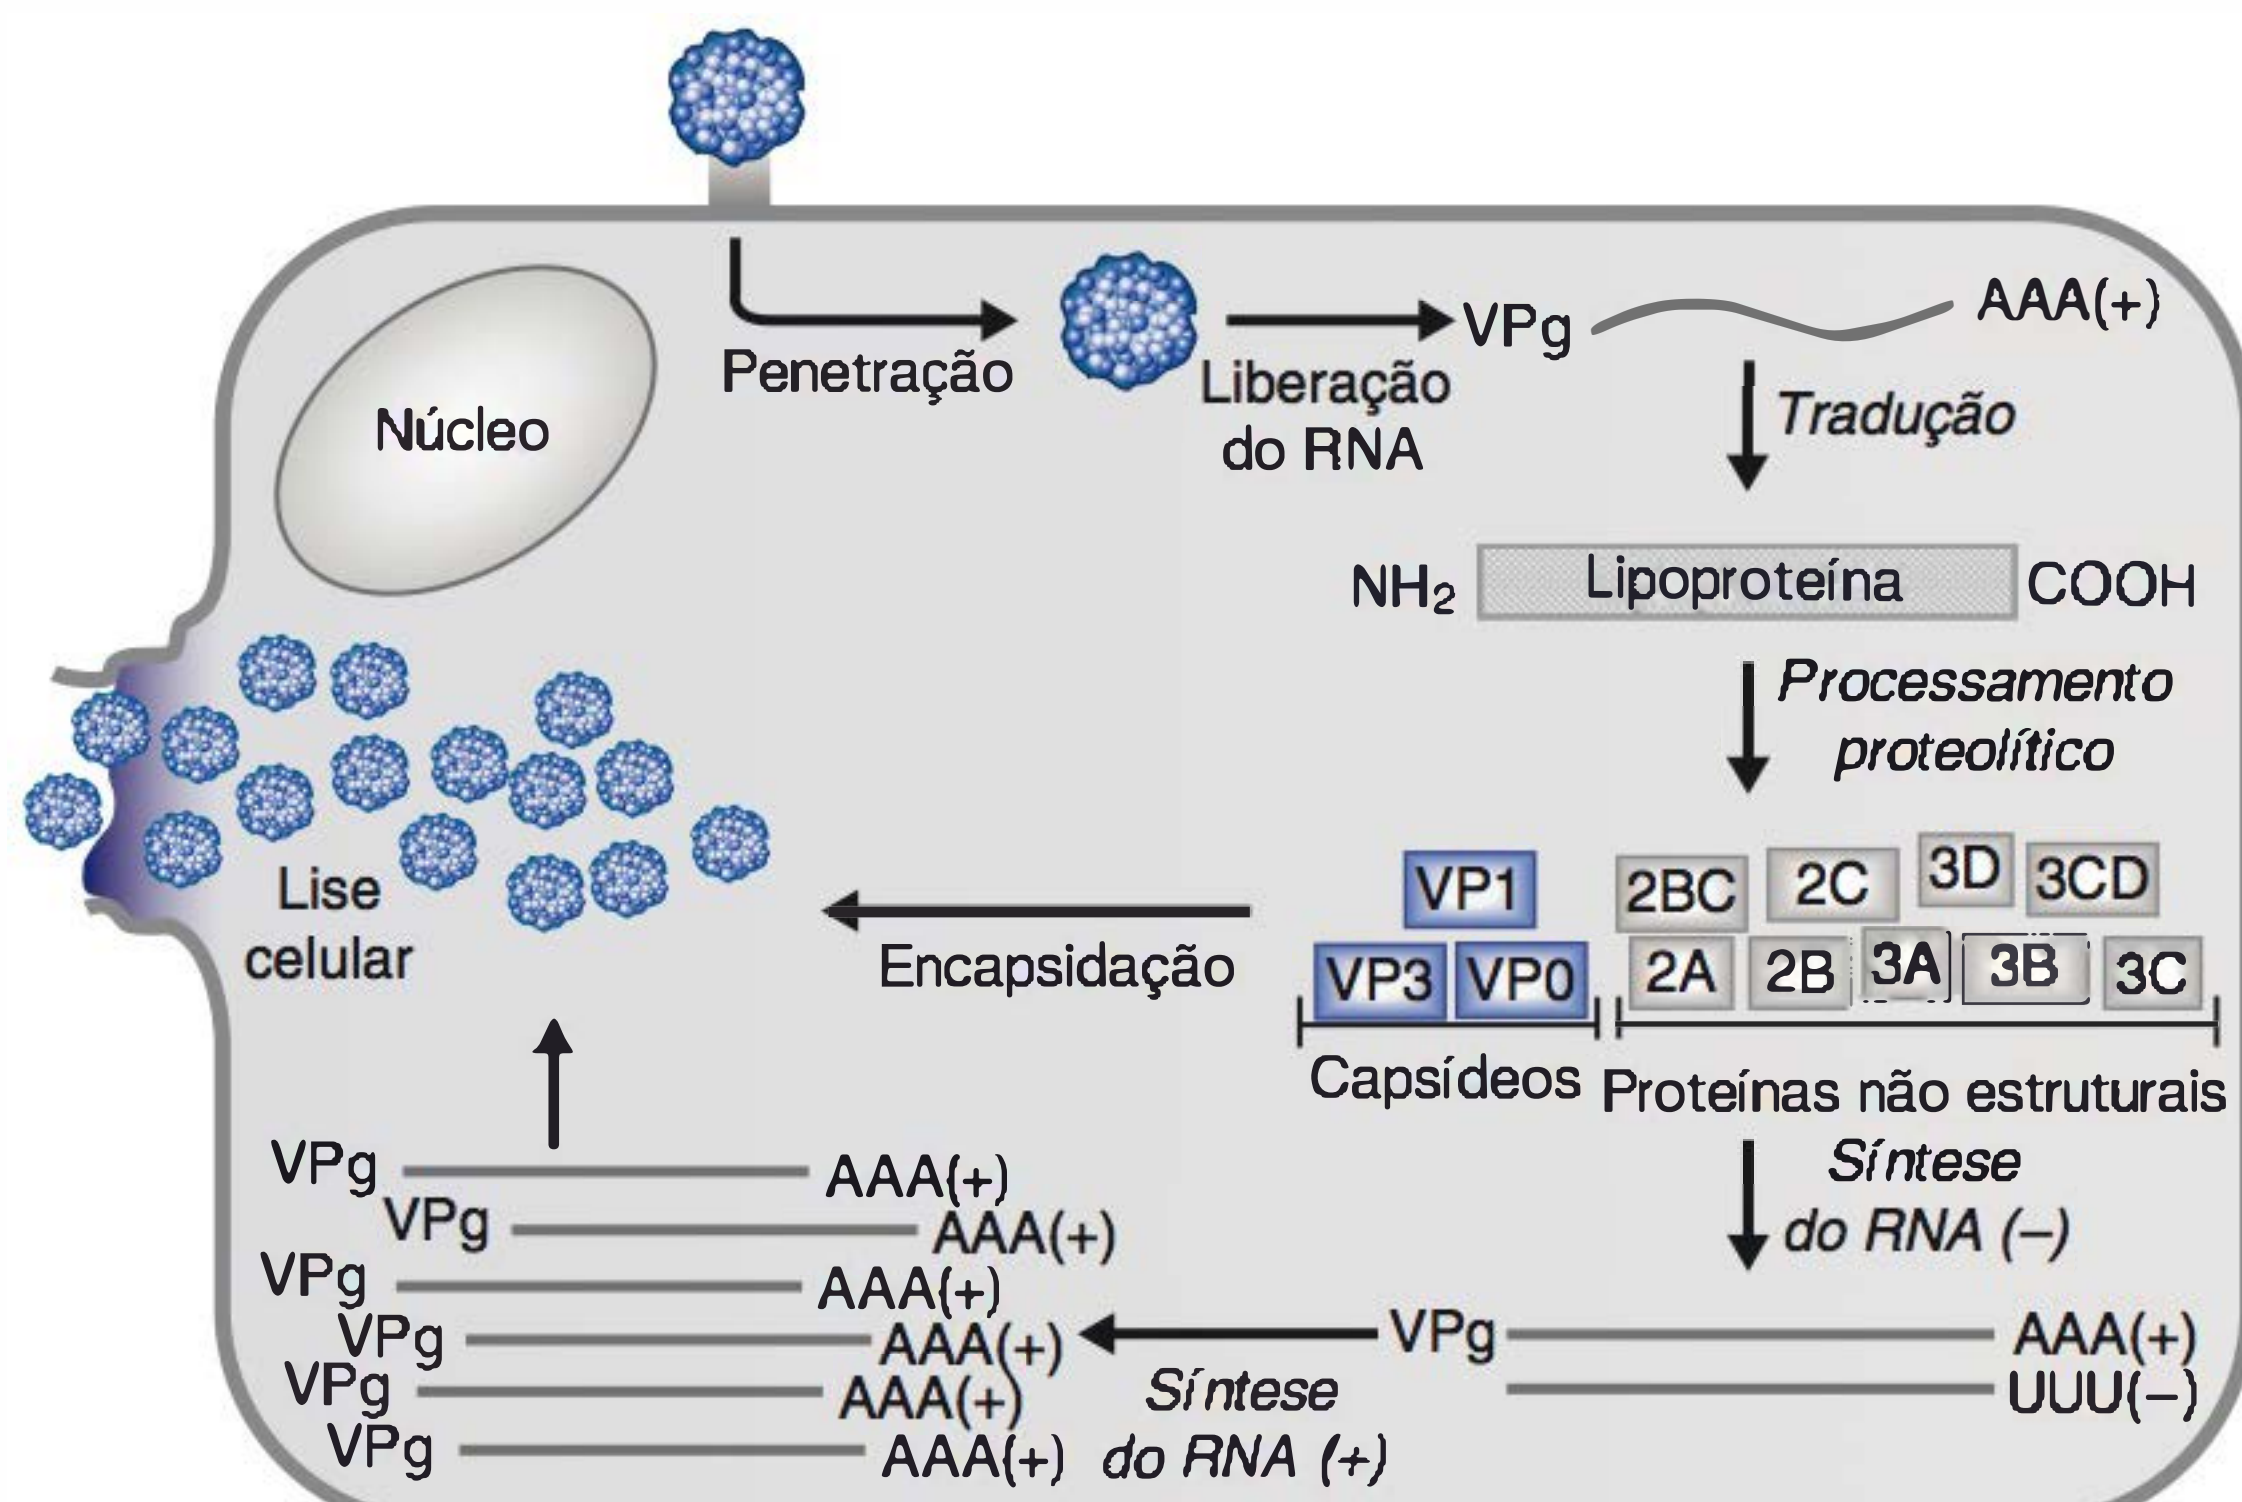 Núcleo
Penetração
Liberação
do RNA
VPg
AAA(+)
Tradução
NH₂
Lipoproteína
COOH
Processamento
proteolítico
VP1
VP3
VP0
2BC
2C
3D
3CD
2A
2B
3A
3B
3C
Capsídeos
Proteínas não estruturais
Encapsidação
Lise
celular
Síntese
do RNA (–)
VPg
AAA(+)
UUU(–)
Síntese
do RNA (+)
VPg AAA(+)
VPg AAA(+)
VPg AAA(+)
VPg AAA(+)
VPg AAA(+)
VPg AAA(+)